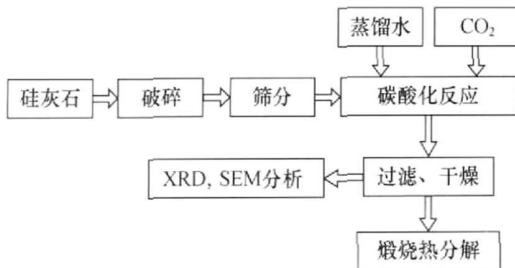 蒸馏水
CO₂
硅灰石
破碎
筛分
碳酸化反应
XRD, SEM分析
过滤、干燥
煅烧热分解